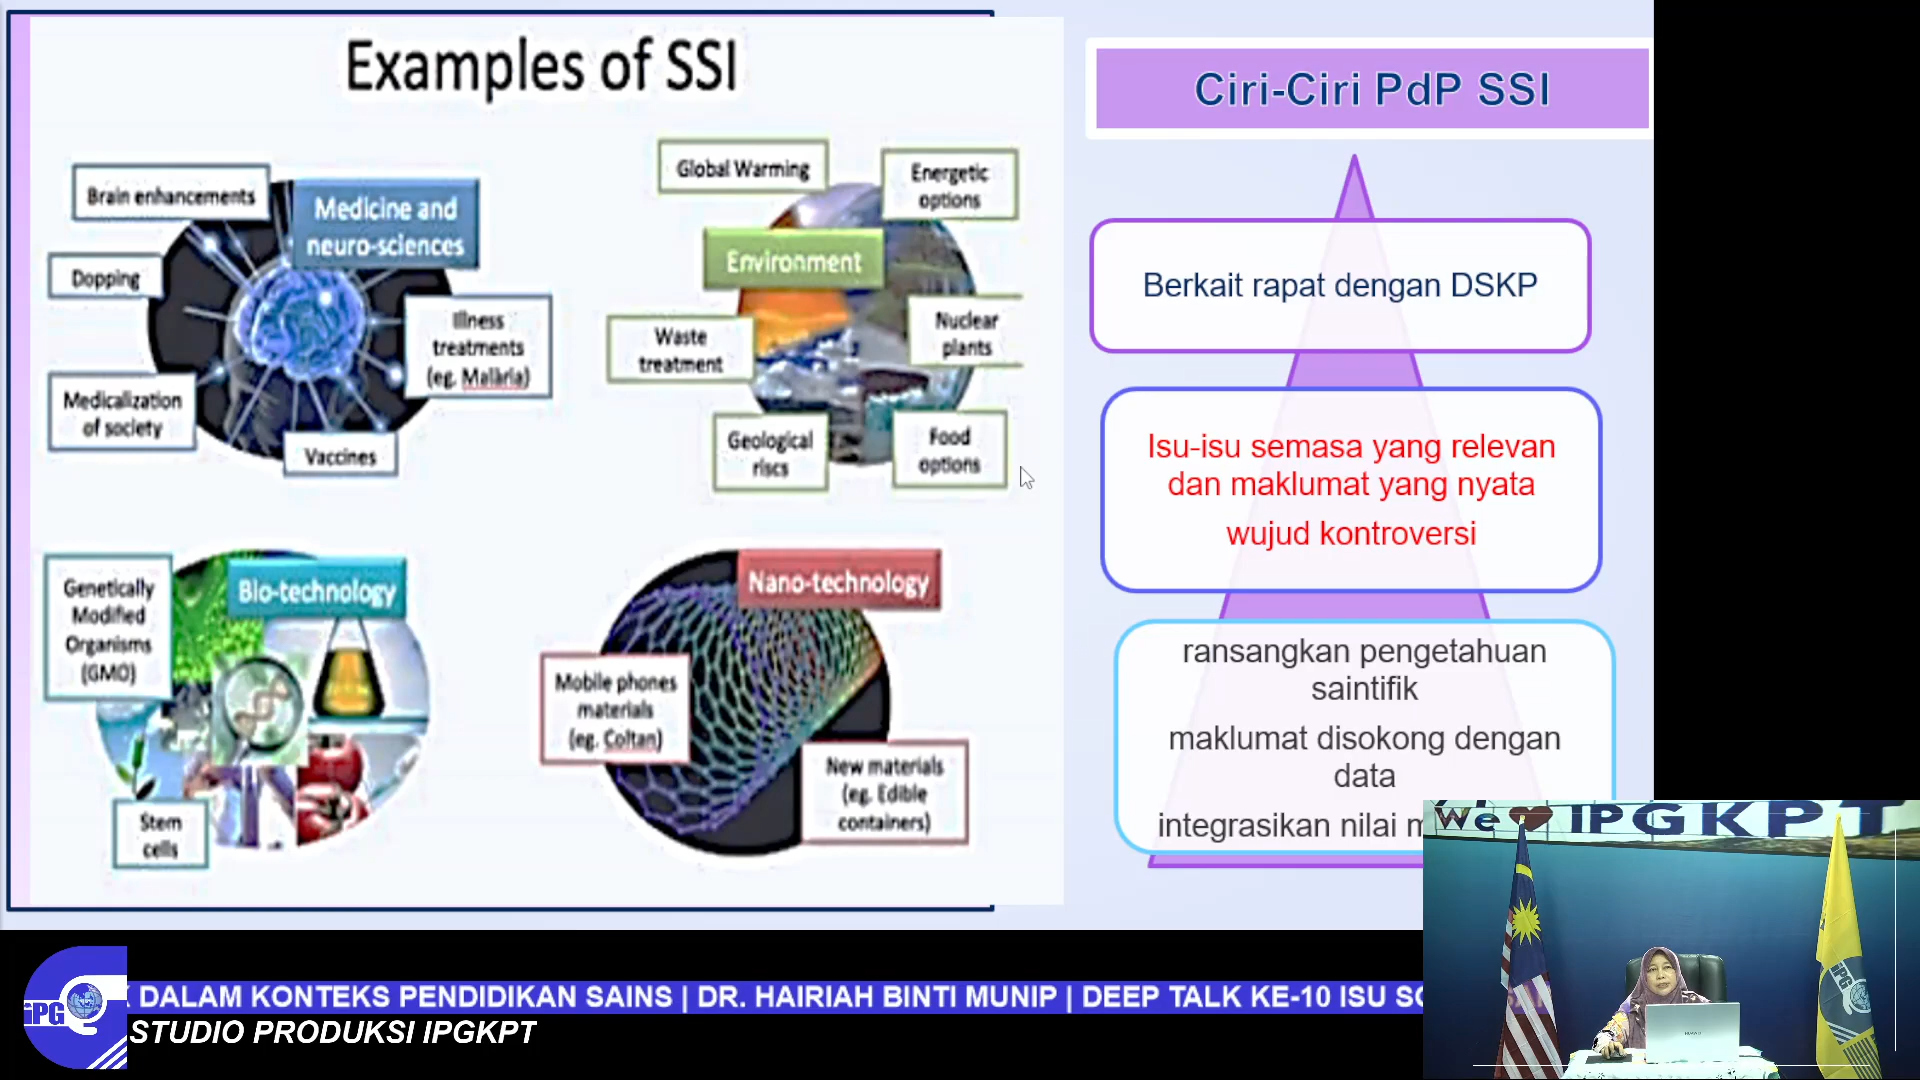 Examples of SSI
Brain enhancements
Medicine and
neuro-sciences
Dopping
Illness
treatments
(eg. Malaria)
Medicalization
of society
Vaccines
Global Warming
Energetic
options
Environment
Waste
treatment
Nuclear
plants
Geological
riscs
Food
options
Genetically
Modified
Organisms
(GMO)
Bio-technology
Stem
cells
Nano-technology
Mobile phones
materials
(eg. Coltan)
New materials
(eg. Edible
containers)
Ciri-Ciri PdP SSI
Berkait rapat dengan DSKP
Isu-isu semasa yang relevan
dan maklumat yang nyata
wujud kontroversi
ransangkan pengetahuan
saintifik
maklumat disokong dengan
data
integrasikan nilai
We IPGKPT
iPG
DALAM KONTEKS PENDIDIKAN SAINS | DR. HAIRIAH BINTI MUNIP | DEEP TALK KE-10 ISU
STUDIO PRODUKSI IPGKPT
HUAWEI
iPG